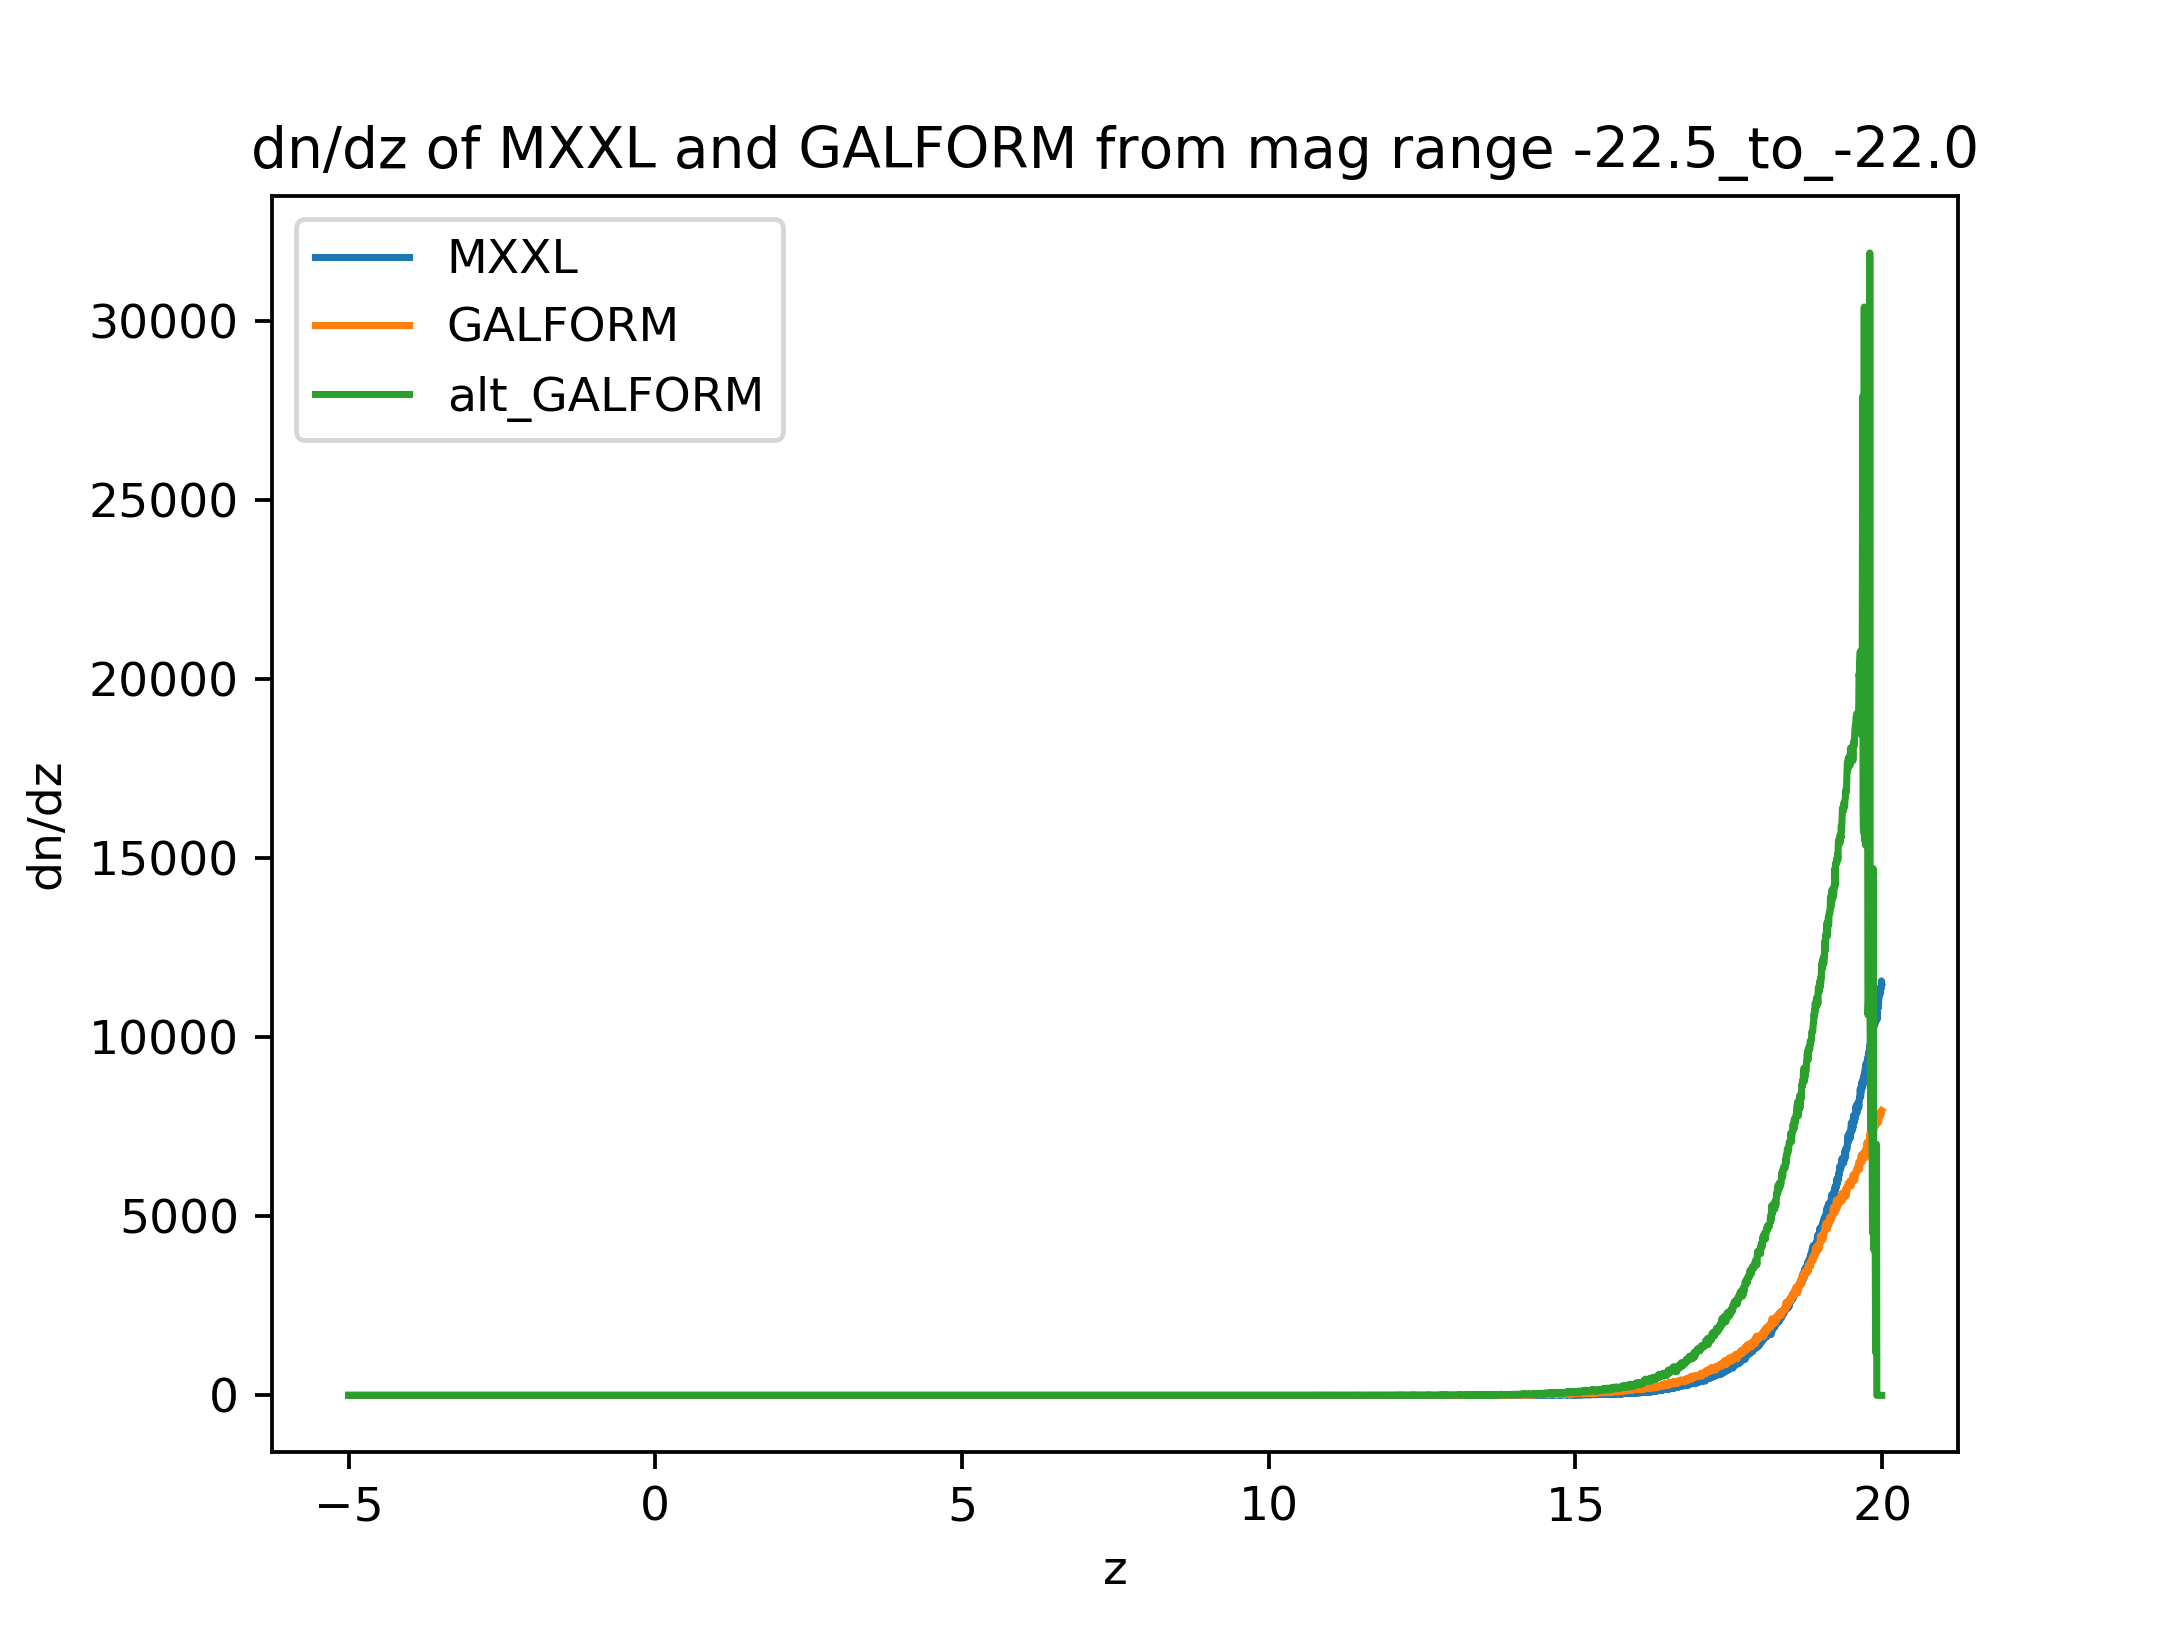 dn/dz of MXXL and GALFORM from mag range -22.5_to_-22.0
MXXL
GALFORM
alt_GALFORM
30000
25000
20000
15000
10000
5000
0
dn/dz
−5 0 5 10 15 20
z